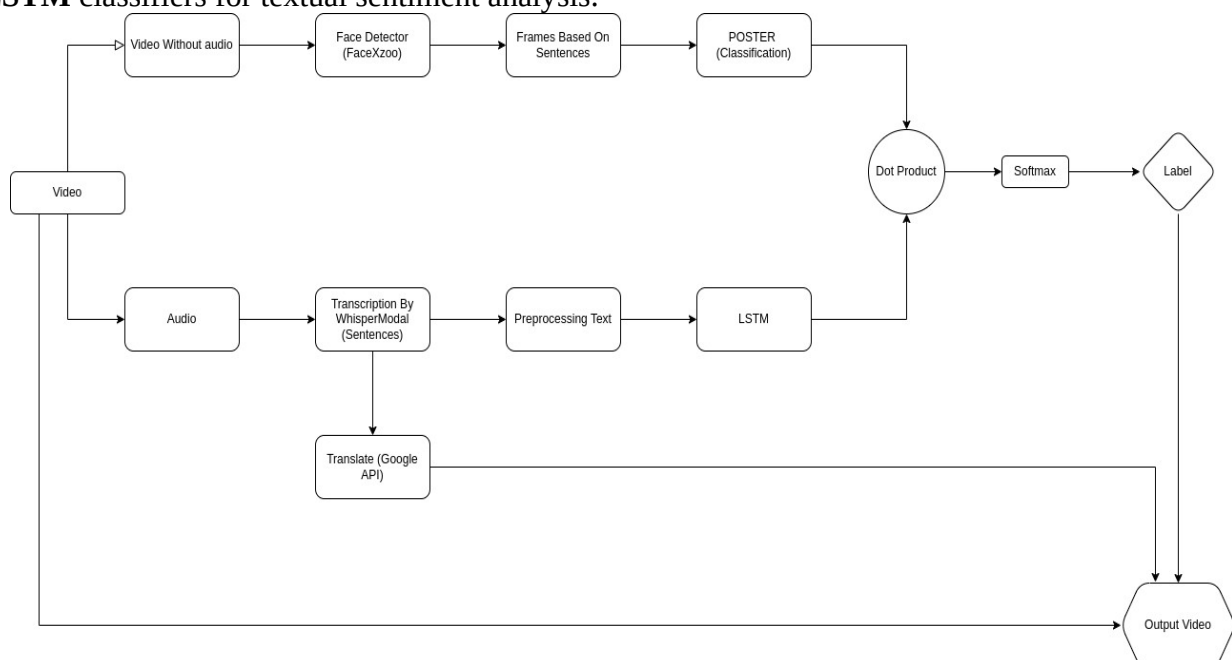 LSTM classifiers for textual sentiment analysis.
Video Without audio
Face Detector
(FaceXzoo)
Frames Based On
Sentences
POSTER
(Classification)
Dot Product
Softmax
Label
Video
Audio
Transcription By
WhisperModal
(Sentences)
Preprocessing Text
LSTM
Translate (Google
API)
Output Video